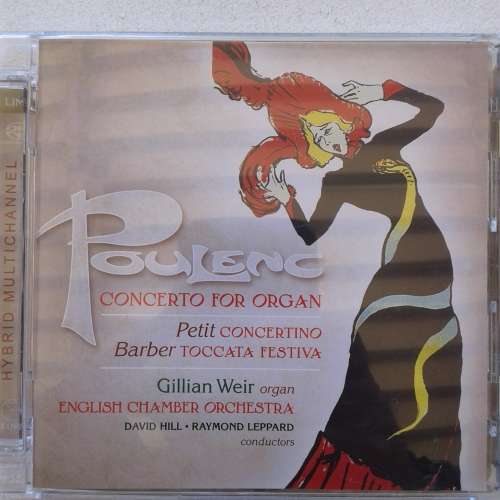 POULENC
CONCERTO FOR ORGAN
Petit CONCERTINO
Barber TOCCATA FESTIVA
Gillian Weir organ
ENGLISH CHAMBER ORCHESTRA
DAVID HILL • RAYMOND LEPPARD
conductors
HYBRID MULTICHANNEL